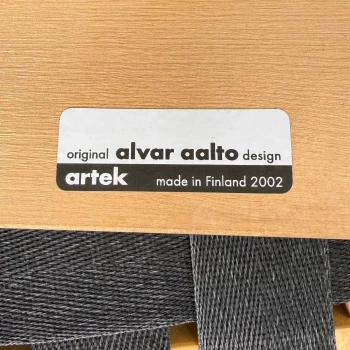 original alvar aalto design
artek made in Finland 2002